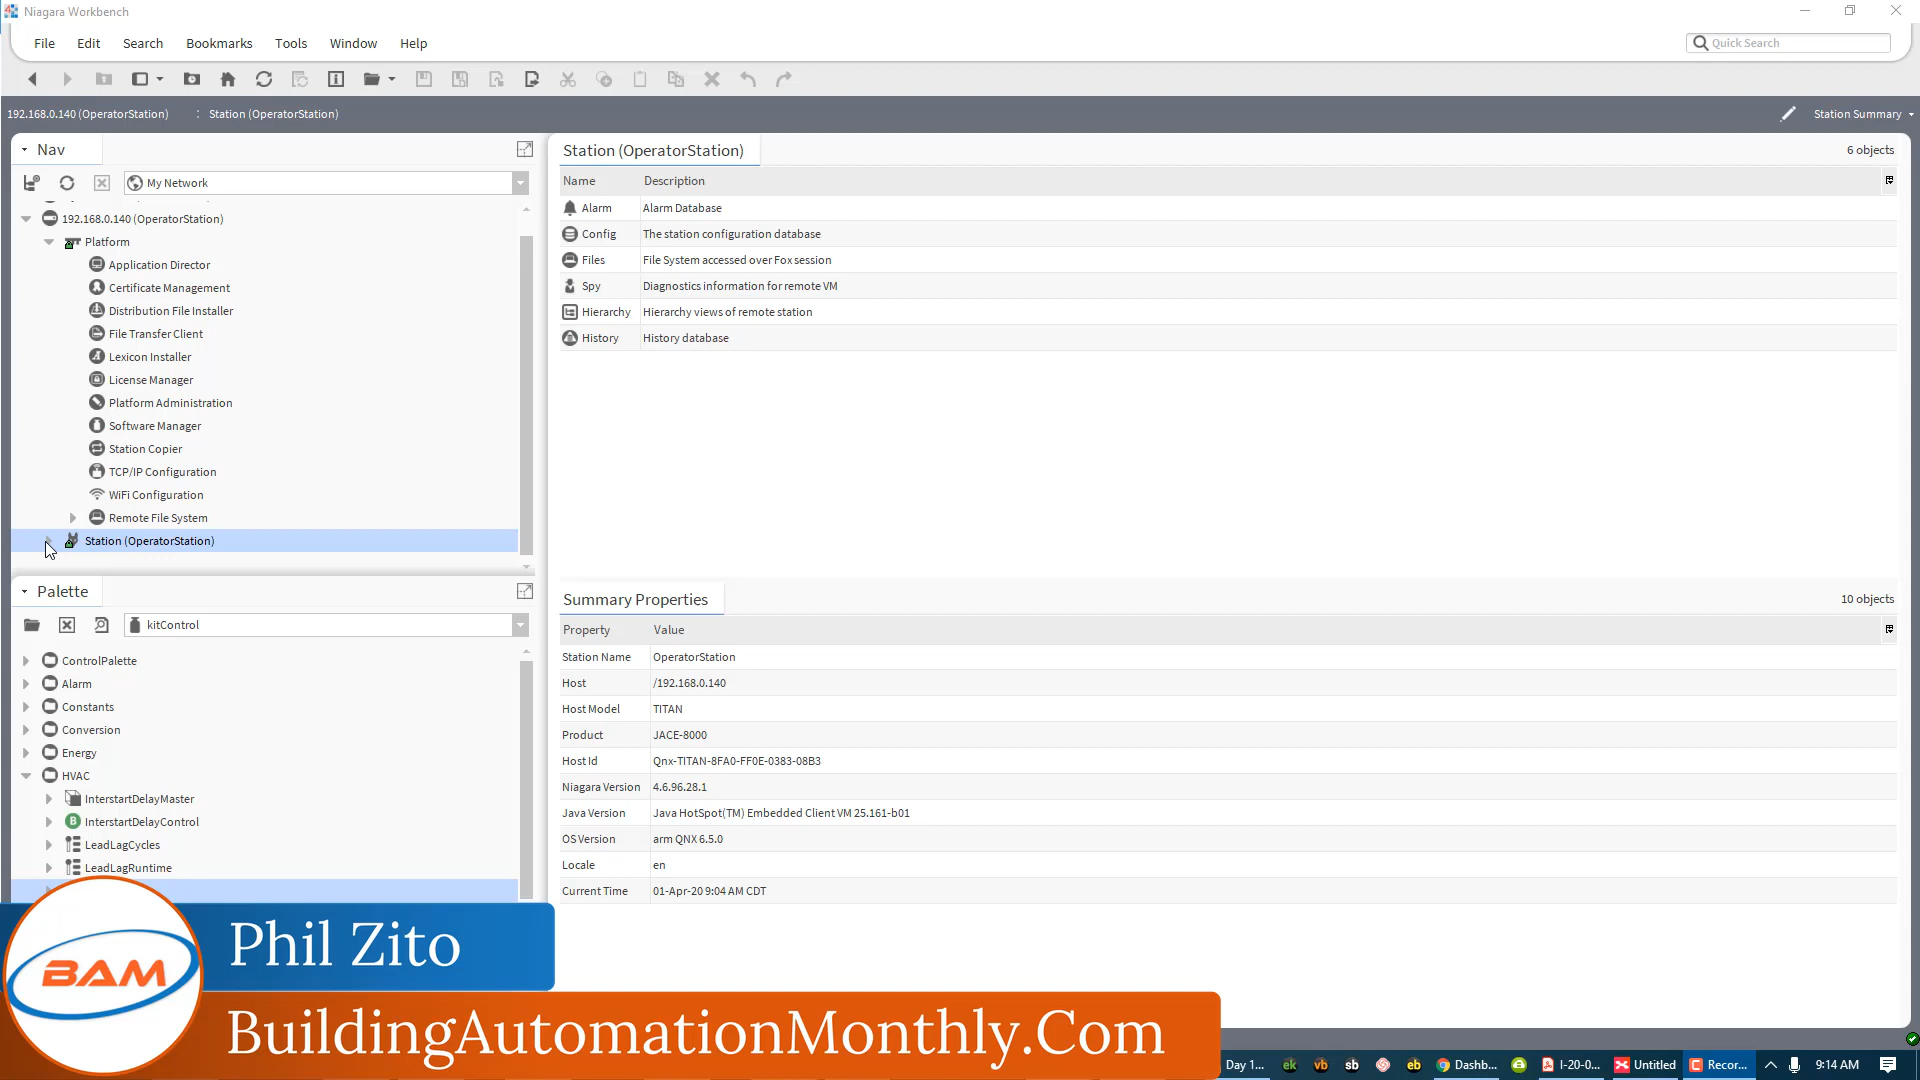 Niagara Workbench
File Edit Search Bookmarks Tools Window Help
Quick Search
192.168.0.140 (OperatorStation) : Station (OperatorStation)
Station Summary
Nav
My Network
192.168.0.140 (OperatorStation)
Platform
Application Director
Certificate Management
Distribution File Installer
File Transfer Client
Lexicon Installer
License Manager
Platform Administration
Software Manager
Station Copier
TCP/IP Configuration
WiFi Configuration
Remote File System
Station (OperatorStation)
Palette
kitControl
ControlPalette
Alarm
Constants
Conversion
Energy
HVAC
InterstartDelayMaster
InterstartDelayControl
LeadLagCycles
LeadLagRuntime
Station (OperatorStation)
6 objects
Name Description
Alarm Alarm Database
Config The station configuration database
Files File System accessed over Fox session
Spy Diagnostics information for remote VM
Hierarchy Hierarchy views of remote station
History History database
Summary Properties
10 objects
Property Value
Station Name OperatorStation
Host /192.168.0.140
Host Model TITAN
Product JACE-8000
Host Id Qnx-TITAN-8FA0-FF0E-0383-08B3
Niagara Version 4.6.96.28.1
Java Version Java HotSpot(TM) Embedded Client VM 25.161-b01
OS Version arm QNX 6.5.0
Locale en
Current Time 01-Apr-20 9:04 AM CDT
BAM
Phil Zito
BuildingAutomationMonthly.Com
Day 1... ek vb sb eb Dashb... I-20-0... Untitled Recor... 9:14 AM